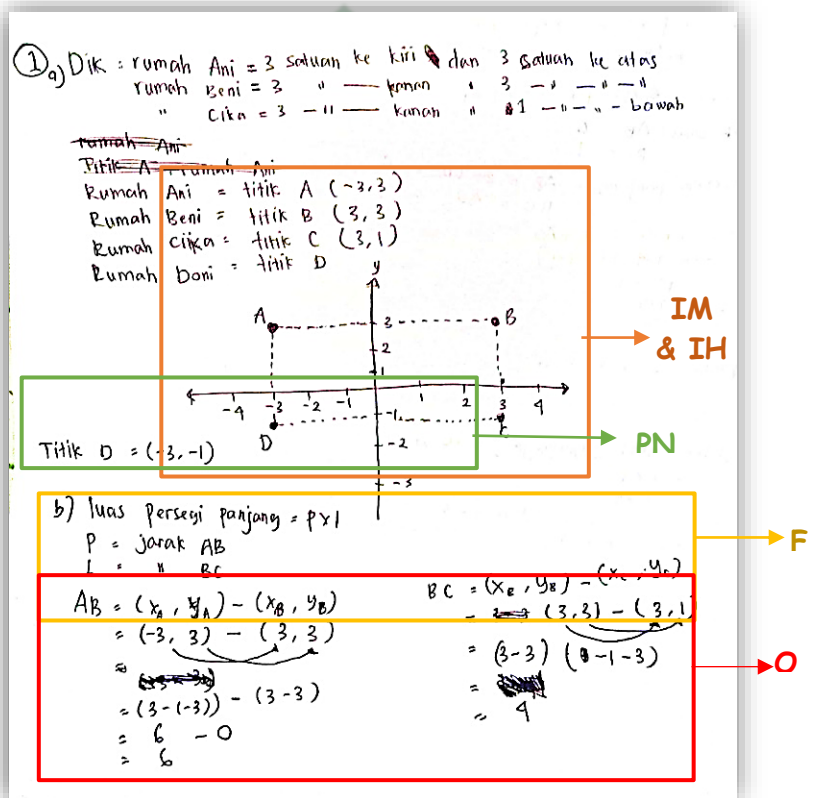 1 a) Dik : rumah Ani = 3 satuan ke kiri dan 3 satuan ke atas
rumah Beni = 3 " — kanan " 3 — " — " — "
" Cika = 3 — " — kanan " 1 — " — " — bawah
rumah Ani
Titik A = rumah Ani
Rumah Ani = titik A (-3,3)
Rumah Beni = titik B (3,3)
Rumah Cika = titik C (3,1)
Rumah Doni = titik D
y
A
3
B
2
1
-4 -3 -2 -1 1 2 3 4
-1
D
C
-2
-3
Titik D = (-3,-1)
IM
& IH
PN
b) luas persegi panjang = p x l
P = jarak AB
L = " BC
F
AB = (xA , yA) - (xB , yB)
= (-3, 3) - (3, 3)
=
= (3-(-3)) - (3-3)
= 6 - 0
= 6
BC = (xB , yB) - (xC , yC)
= (3,3) - (3,1)
= (3-3) (-1-3)
=
= 4
O